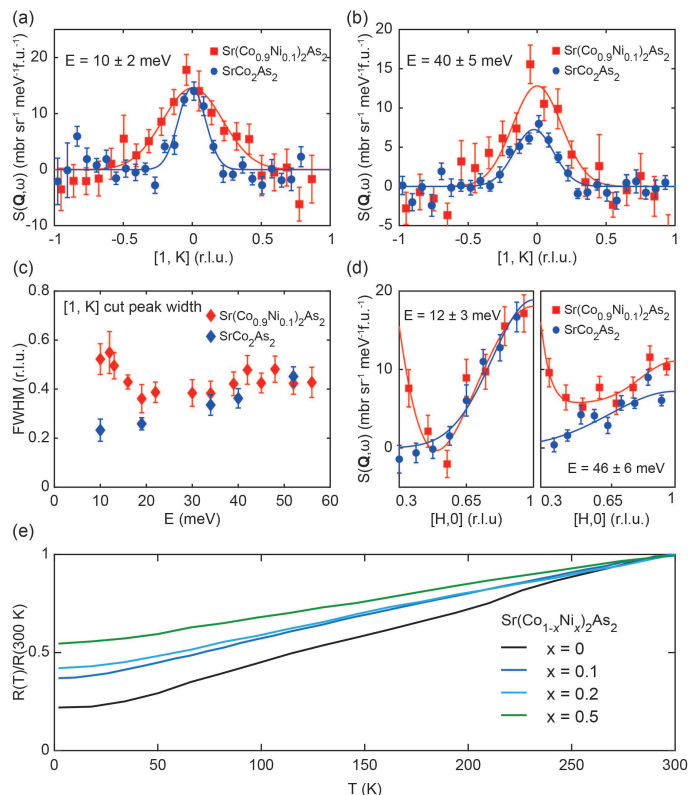 (a)
S(Q,ω) (mbr sr⁻¹ meV⁻¹f.u.⁻¹)
20
10
0
-10
E = 10 ± 2 meV
Sr(Co0.9Ni0.1)2As2
SrCo2As2
-1
-0.5
0
0.5
1
[1, K] (r.l.u.)
(b)
S(Q,ω) (mbr sr⁻¹ meV⁻¹f.u.⁻¹)
20
15
10
5
0
-5
E = 40 ± 5 meV
Sr(Co0.9Ni0.1)2As2
SrCo2As2
-1
-0.5
0
0.5
1
[1, K] (r.l.u.)
(c)
FWHM (r.l.u.)
0.8
0.6
0.4
0.2
0
[1, K] cut peak width
Sr(Co0.9Ni0.1)2As2
SrCo2As2
0
10
20
30
40
50
60
E (meV)
(d)
S(Q,ω) (mbr sr⁻¹ meV⁻¹f.u.⁻¹)
20
15
10
5
0
-5
E = 12 ± 3 meV
0.3
0.65
1
[H,0] (r.l.u)
Sr(Co0.9Ni0.1)2As2
SrCo2As2
E = 46 ± 6 meV
0.3
0.65
1
[H,0] (r.l.u.)
(e)
R(T)/R(300 K)
1
0.5
0
Sr(Co1-xNix)2As2
x = 0
x = 0.1
x = 0.2
x = 0.5
0
50
100
150
200
250
300
T (K)